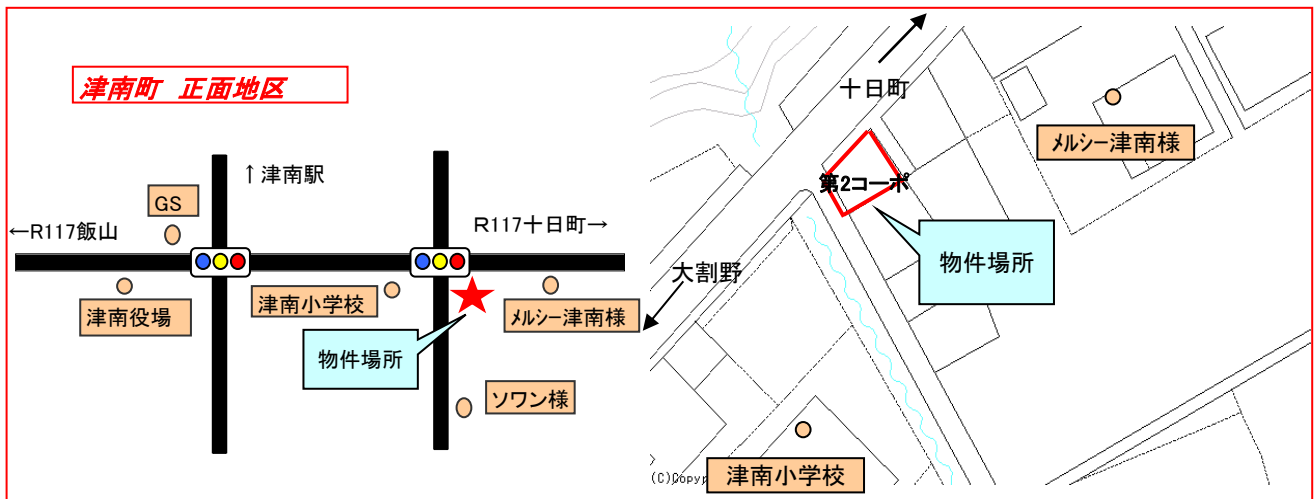 津南町 正面地区
↑津南駅
GS
←R117飯山
R117十日町→
津南役場
津南小学校
メルシー津南様
物件場所
ソワン様
十日町
メルシー津南様
第2コーポ
物件場所
大割野
津南小学校
(C)Copyr